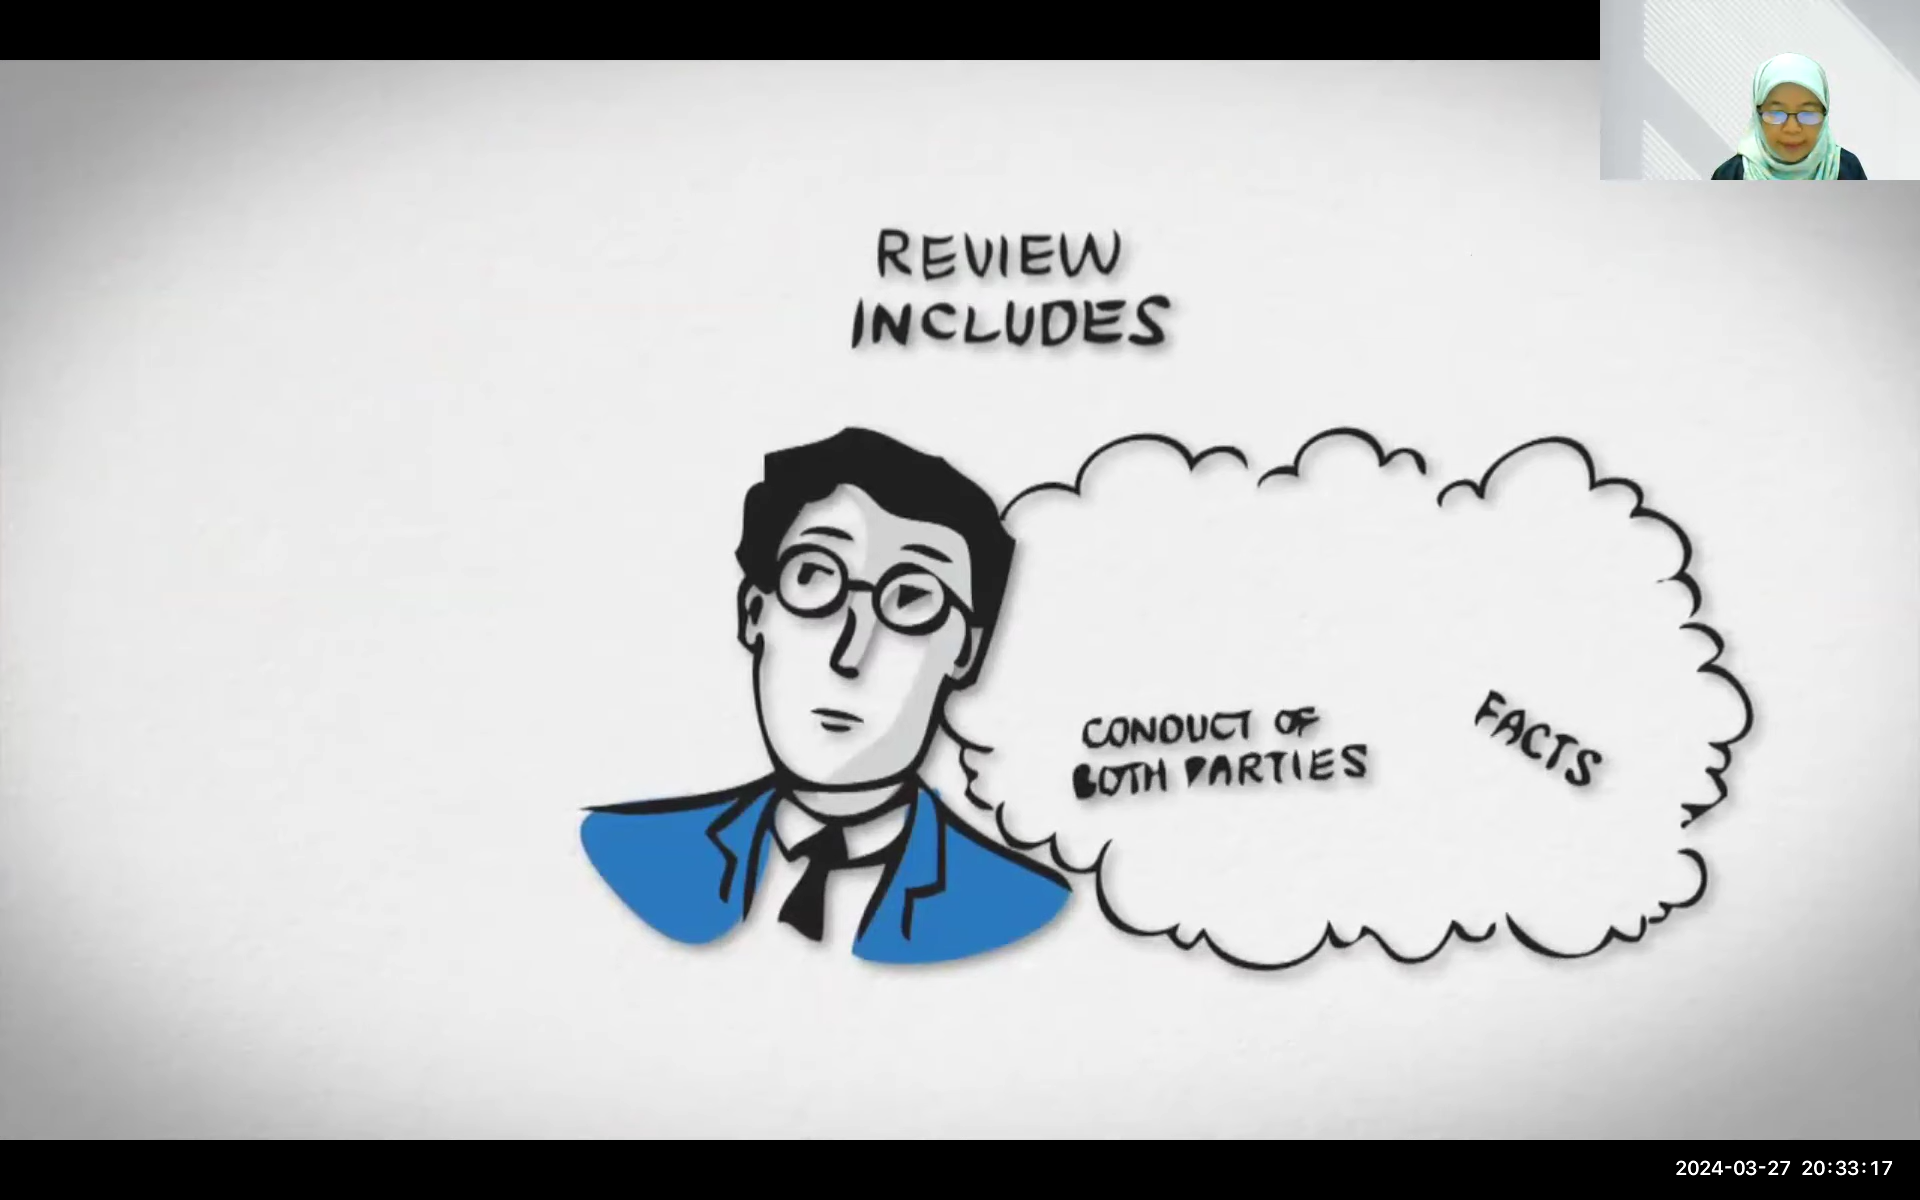 REVIEW
INCLUDES
CONDUCT OF
BOTH PARTIES
FACTS
2024-03-27 20:33:17